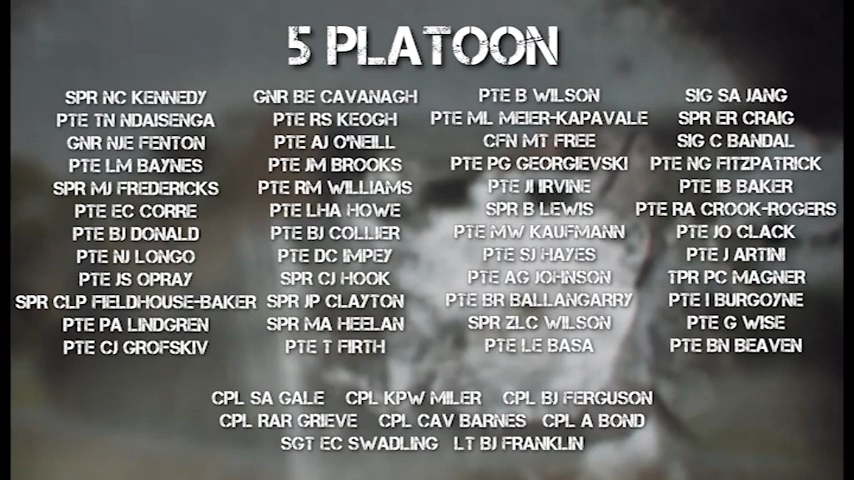 5 PLATOON
SPR NC KENNEDY GNR BE CAVANAGH PTE B WILSON SIG SA JANG
PTE TN NDAISENGA PTE RS KEOGH PTE ML MEIER-KAPAVALE SPR ER CRAIG
GNR NJE FENTON PTE AJ O'NEILL CFN MT FREE SIG C BANDAL
PTE LM BAYNES PTE JM BROOKS PTE PG GEORGIEVSKI PTE NG FITZPATRICK
SPR MJ FREDERICKS PTE RM WILLIAMS PTE JI IRVINE PTE IB BAKER
PTE EC CORRE PTE LHA HOWE SPR B LEWIS PTE RA CROOK-ROGERS
PTE BJ DONALD PTE BJ COLLIER PTE MW KAUFMANN PTE JO CLACK
PTE NJ LONGO PTE DC IMPEY PTE SJ HAYES PTE J ARTINI
PTE JS OPRAY SPR CJ HOOK PTE AG JOHNSON TPR PC MAGNER
SPR CLP FIELDHOUSE-BAKER SPR JP CLAYTON PTE BR BALLANGARRY PTE I BURGOYNE
PTE PA LINDGREN SPR MA HEELAN SPR ZLC WILSON PTE G WISE
PTE CJ GROFSKIV PTE T FIRTH PTE LE BASA PTE BN BEAVEN
CPL SA GALE CPL KPW MILER CPL BJ FERGUSON
CPL RAR GRIEVE CPL CAV BARNES CPL A BOND
SGT EC SWADLING LT BJ FRANKLIN